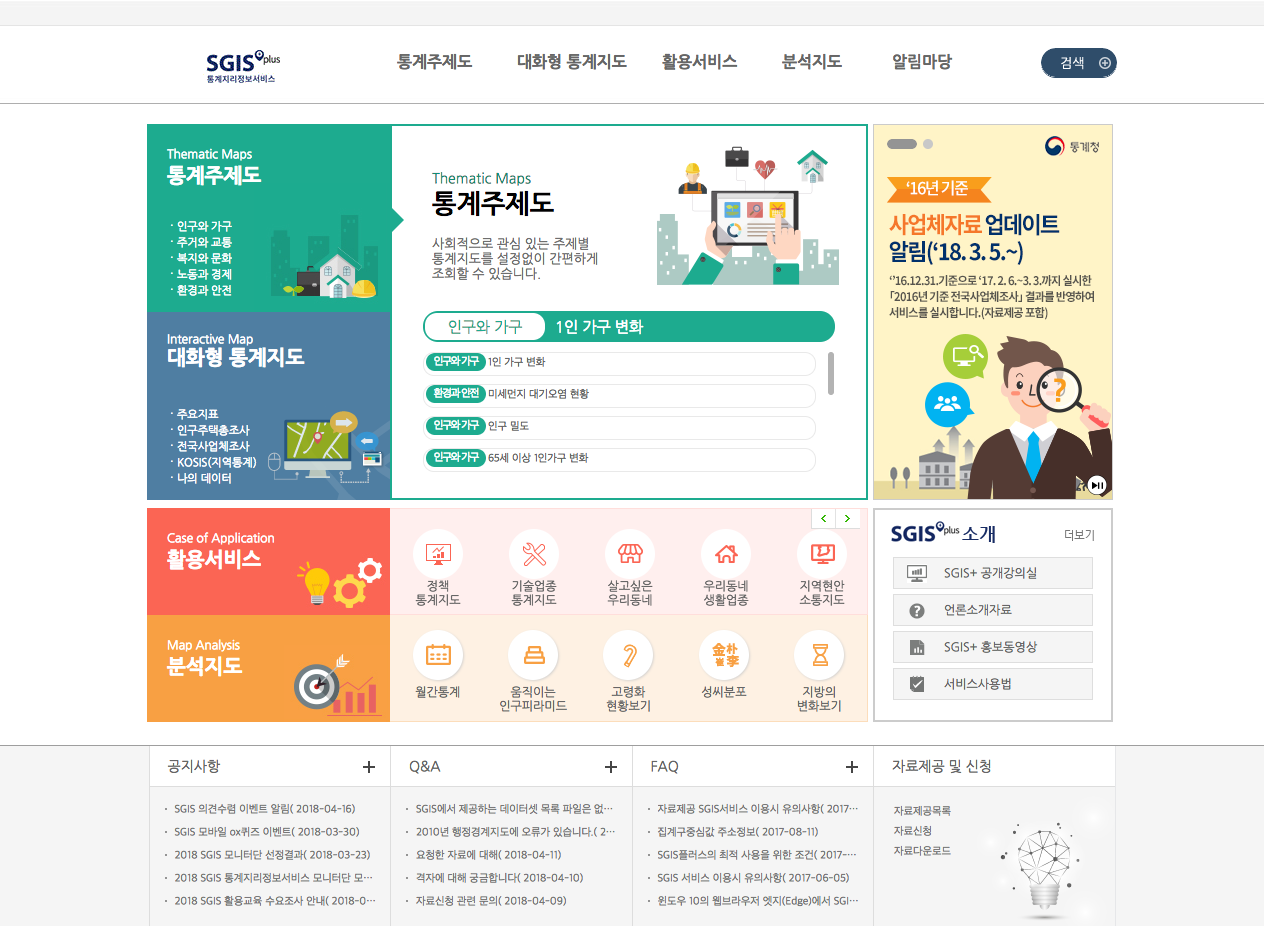 SGIS plus
통계지리정보서비스
통계주제도
대화형 통계지도
활용서비스
분석지도
알림마당
검색
Thematic Maps
통계주제도
· 인구와 가구
· 주거와 교통
· 복지와 문화
· 노동과 경제
· 환경과 안전
Interactive Map
대화형 통계지도
· 주요지표
· 인구주택총조사
· 전국사업체조사
· KOSIS(지역통계)
· 나의 데이터
Thematic Maps
통계주제도
사회적으로 관심 있는 주제별
통계지도를 설정없이 간편하게
조회할 수 있습니다.
인구와 가구 1인 가구 변화
인구와 가구 1인 가구 변화
환경과 안전 미세먼지 대기오염 현황
인구와 가구 인구 밀도
인구와 가구 65세 이상 1인가구 변화
통계청
‘16년 기준
사업체자료 업데이트
알림(‘18. 3. 5.~)
‘’16.12.31.기준으로 ‘17. 2. 6.~3. 3.까지 실시한
「2016년 기준 전국사업체조사」 결과를 반영하여
서비스를 실시합니다.(자료제공 포함)
Case of Application
활용서비스
정책
통계지도
기술업종
통계지도
살고싶은
우리동네
우리동네
생활업종
지역현안
소통지도
Map Analysis
분석지도
월간통계
움직이는
인구피라미드
고령화
현황보기
金朴
崔李
성씨분포
지방의
변화보기
SGIS plus 소개
더보기
SGIS+ 공개강의실
언론소개자료
SGIS+ 홍보동영상
서비스사용법
공지사항
· SGIS 의견수렴 이벤트 알림( 2018-04-16)
· SGIS 모바일 ox퀴즈 이벤트( 2018-03-30)
· 2018 SGIS 모니터단 선정결과( 2018-03-23)
· 2018 SGIS 통계지리정보서비스 모니터단 모···
· 2018 SGIS 활용교육 수요조사 안내( 2018-0···
Q&A
· SGIS에서 제공하는 데이터셋 목록 파일은 없···
· 2010년 행정경계지도에 오류가 있습니다.( 2···
· 요청한 자료에 대해( 2018-04-11)
· 격자에 대해 궁금합니다( 2018-04-10)
· 자료신청 관련 문의( 2018-04-09)
FAQ
· 자료제공 SGIS서비스 이용시 유의사항( 2017···
· 집계구중심값 주소정보( 2017-08-11)
· SGIS플러스의 최적 사용을 위한 조건( 2017-···
· SGIS 서비스 이용시 유의사항( 2017-06-05)
· 윈도우 10의 웹브라우저 엣지(Edge)에서 SGI···
자료제공 및 신청
자료제공목록
자료신청
자료다운로드